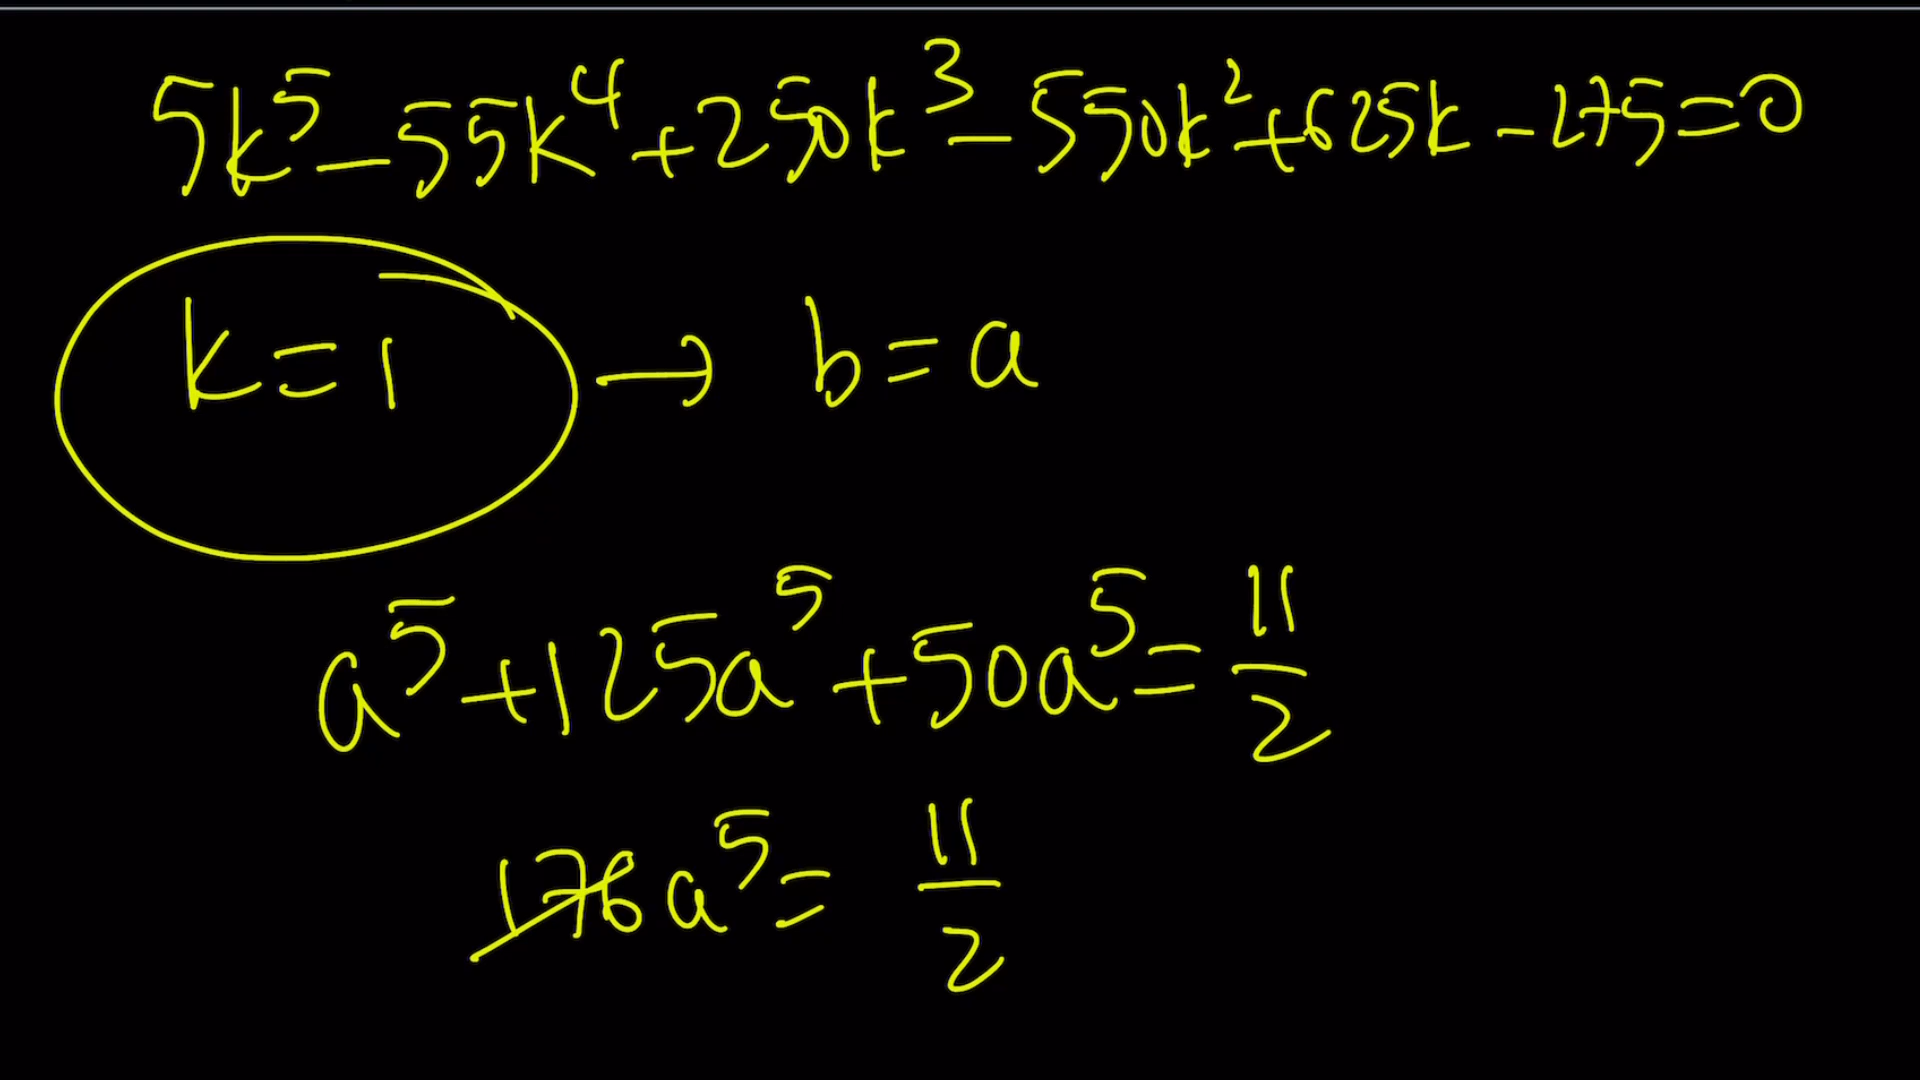 5k⁵ - 55k⁴ + 250k³ - 550k² + 625k - 275 = 0
k = 1 → b = a
a⁵ + 125a⁵ + 50a⁵ = 11/2
176a⁵ = 11/2